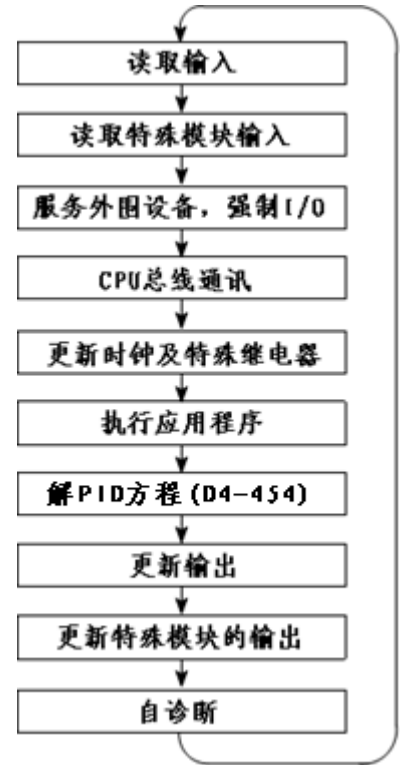 读取输入
读取特殊模块输入
服务外围设备，强制I/O
CPU总线通讯
更新时钟及特殊继电器
执行应用程序
解PID方程(D4-454)
更新输出
更新特殊模块的输出
自诊断